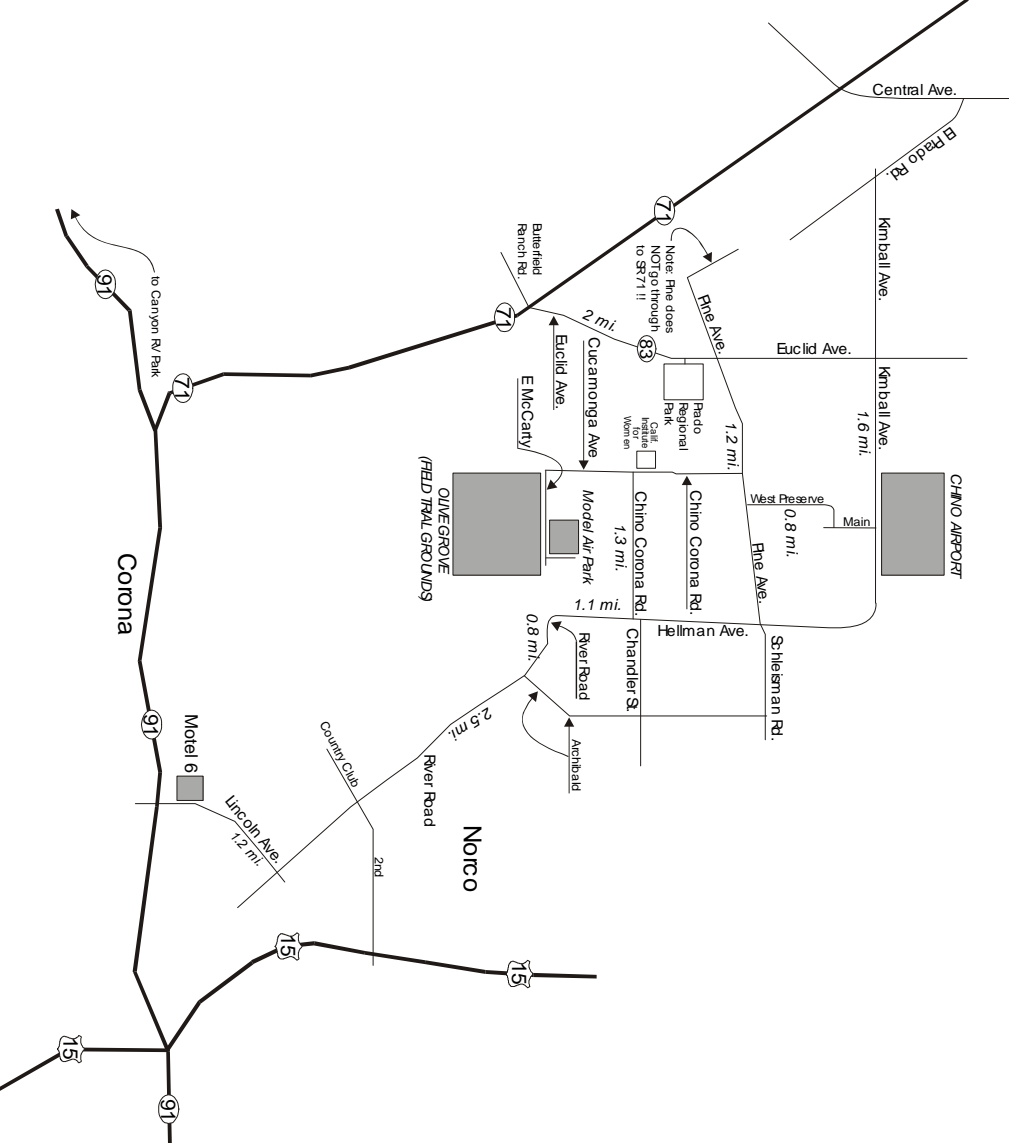 Central Ave.
El Prado Rd.
Kimball Ave.
71
Butterfield
Ranch Rd.
Note: Pine does
NOT go through
to SR71 !!
Pine Ave.
91
to Canyon RV Park
71
71
2 mi.
83
Euclid Ave.
Euclid Ave.
Cucamonga Ave
E McCarty
Prado
Regional
Park
Calif.
Institute
for
Women
1.2 mi.
Kimball Ave.
1.6 mi.
OLIVE GROVE
(FIELD TRIAL GROUNDS)
Model Air Park
Chino Corona Rd.
1.3 mi.
Chino Corona Rd.
West Preserve
0.8 mi.
Main
CHINO AIRPORT
Pine Ave.
Corona
1.1 mi.
Hellman Ave.
0.8 mi.
River Road
Chandler St.
Schleisman Rd.
91
Motel 6
Lincoln Ave.
1.2 mi.
Country Club
2.5 mi.
River Road
Archibald
2nd
Norco
15
15
15
91